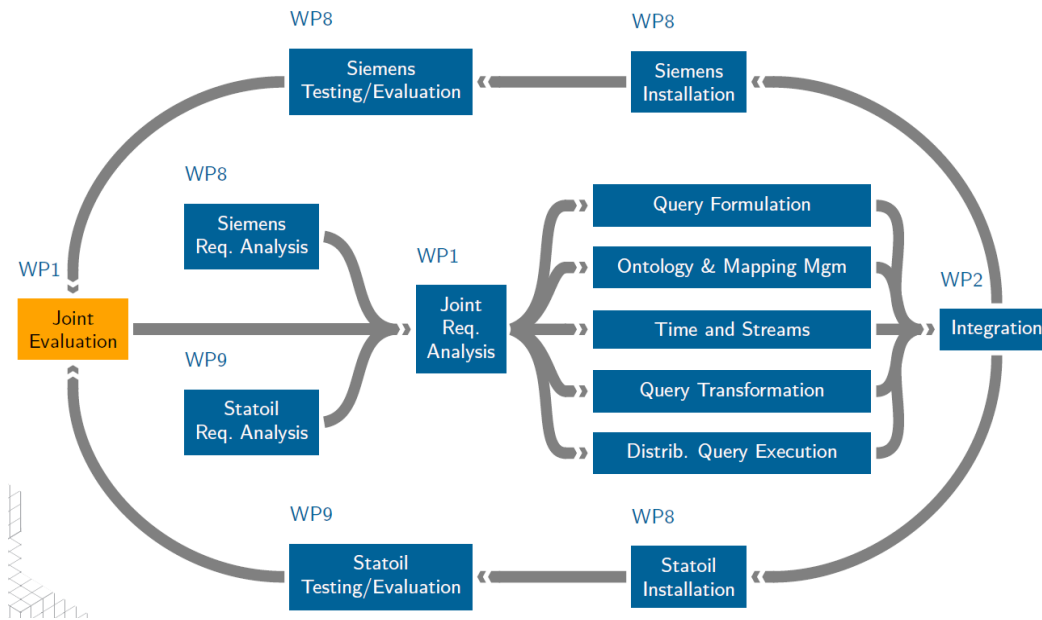 WP8
WP8
Siemens
Testing/Evaluation
Siemens
Installation
WP8
Siemens
Req. Analysis
Query Formulation
WP1
WP1
Ontology & Mapping Mgm
WP2
Joint
Evaluation
Joint
Req.
Analysis
Time and Streams
Integration
WP9
Statoil
Req. Analysis
Query Transformation
Distrib. Query Execution
WP9
WP8
Statoil
Testing/Evaluation
Statoil
Installation